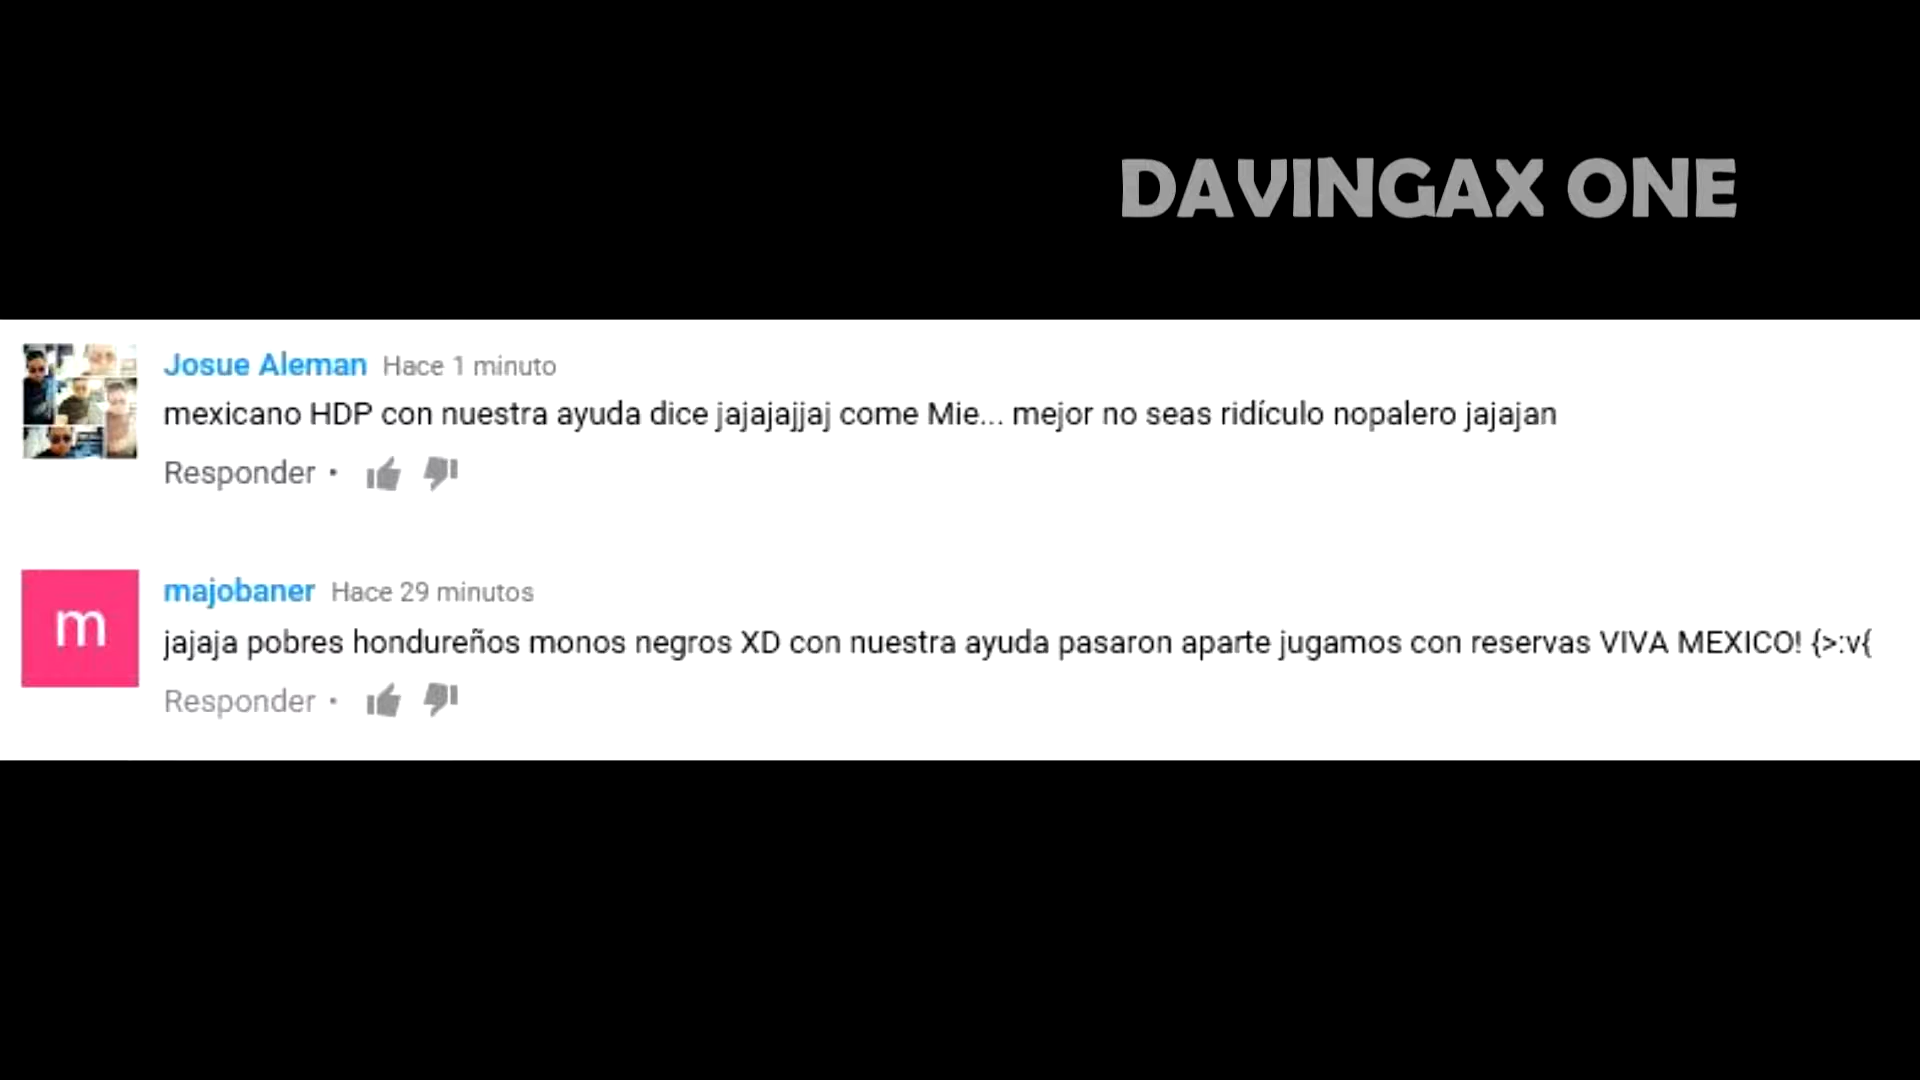 DAVINGAX ONE
Josue Aleman Hace 1 minuto
mexicano HDP con nuestra ayuda dice jajajajjaj come Mie... mejor no seas ridículo nopalero jajajan
Responder •
m
majobaner Hace 29 minutos
jajaja pobres hondureños monos negros XD con nuestra ayuda pasaron aparte jugamos con reservas VIVA MEXICO! {>:v{
Responder •